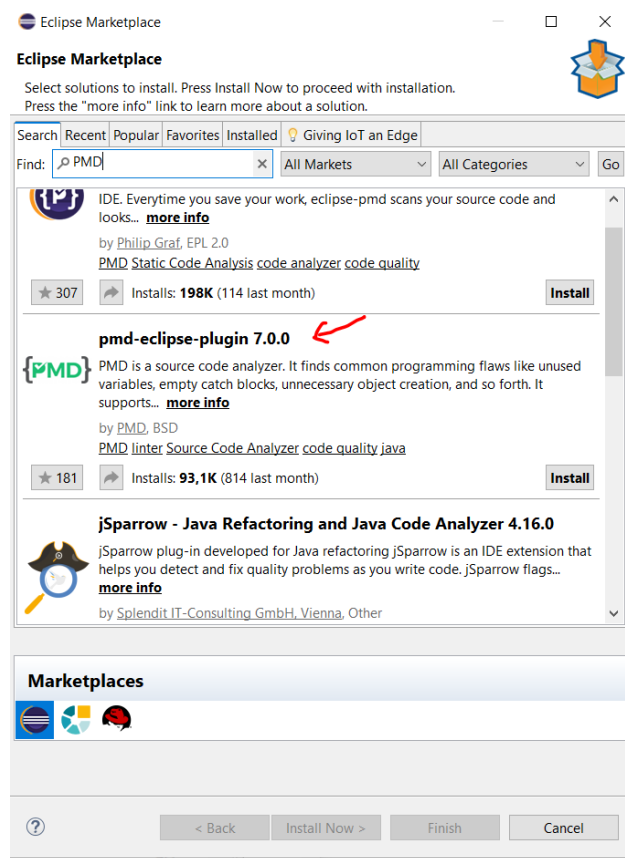 Eclipse Marketplace
Eclipse Marketplace
Select solutions to install. Press Install Now to proceed with installation.
Press the "more info" link to learn more about a solution.
Search Recent Popular Favorites Installed Giving IoT an Edge
Find: PMD All Markets All Categories Go
{P}
IDE. Everytime you save your work, eclipse-pmd scans your source code and
looks... more info
by Philip Graf, EPL 2.0
PMD Static Code Analysis code analyzer code quality
307 Installs: 198K (114 last month) Install
pmd-eclipse-plugin 7.0.0
{PMD} PMD is a source code analyzer. It finds common programming flaws like unused
variables, empty catch blocks, unnecessary object creation, and so forth. It
supports... more info
by PMD, BSD
PMD linter Source Code Analyzer code quality java
181 Installs: 93,1K (814 last month) Install
jSparrow - Java Refactoring and Java Code Analyzer 4.16.0
jSparrow plug-in developed for Java refactoring jSparrow is an IDE extension that
helps you detect and fix quality problems as you write code. jSparrow flags...
more info
by Splendit IT-Consulting GmbH, Vienna, Other
Marketplaces
? < Back Install Now > Finish Cancel